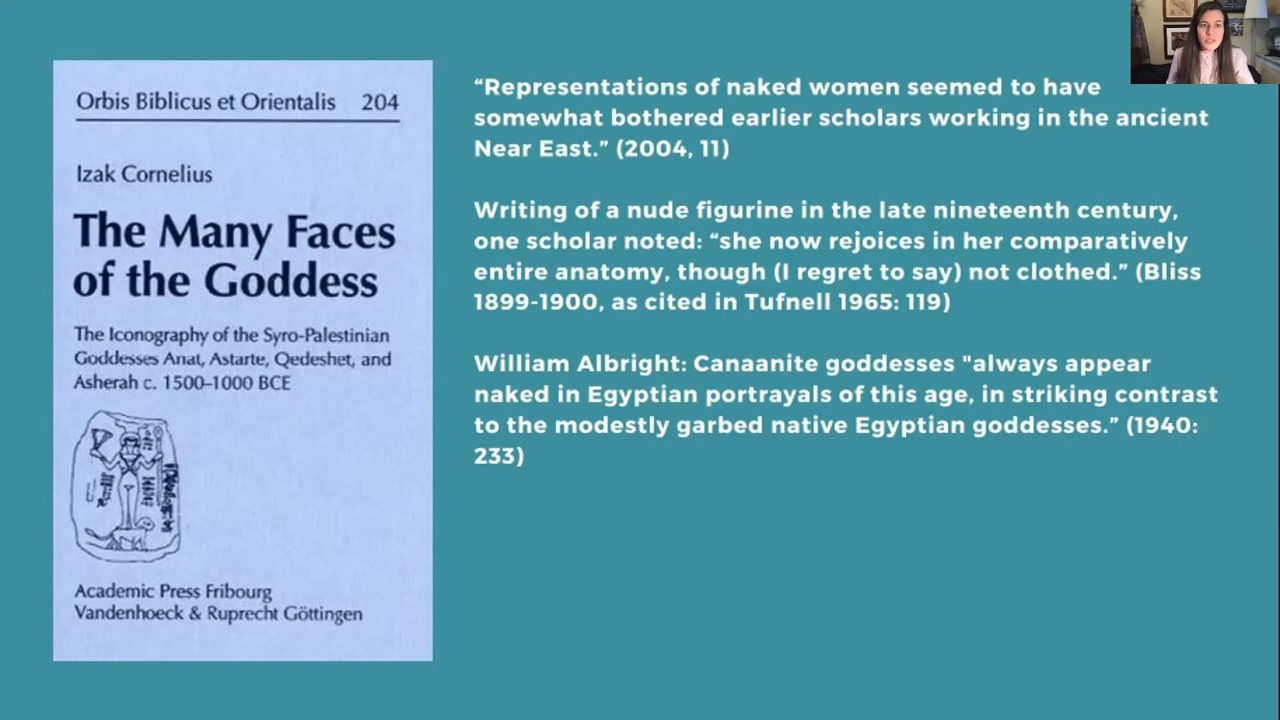 Orbis Biblicus et Orientalis 204
Izak Cornelius
The Many Faces
of the Goddess
The Iconography of the Syro-Palestinian
Goddesses Anat, Astarte, Qedeshet, and
Asherah c. 1500–1000 BCE
Academic Press Fribourg
Vandenhoeck & Ruprecht Göttingen
“Representations of naked women seemed to have
somewhat bothered earlier scholars working in the ancient
Near East.” (2004, 11)
Writing of a nude figurine in the late nineteenth century,
one scholar noted: “she now rejoices in her comparatively
entire anatomy, though (I regret to say) not clothed.” (Bliss
1899-1900, as cited in Tufnell 1965: 119)
William Albright: Canaanite goddesses "always appear
naked in Egyptian portrayals of this age, in striking contrast
to the modestly garbed native Egyptian goddesses.” (1940:
233)